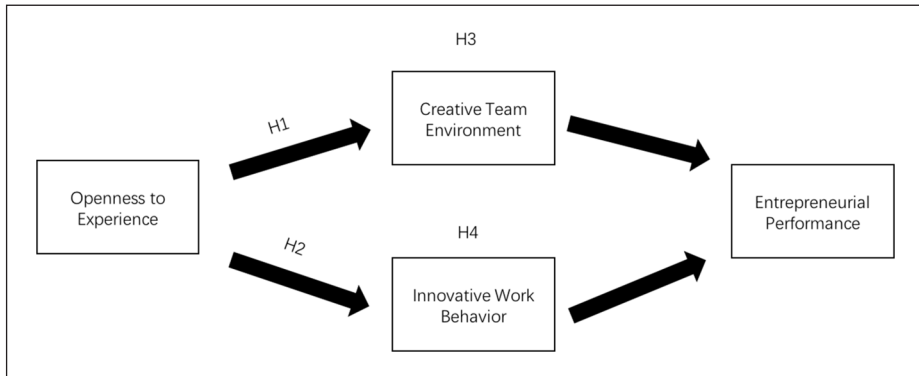 H3
Creative Team
Environment
H1
Openness to
Experience
Entrepreneurial
Performance
H2
H4
Innovative Work
Behavior